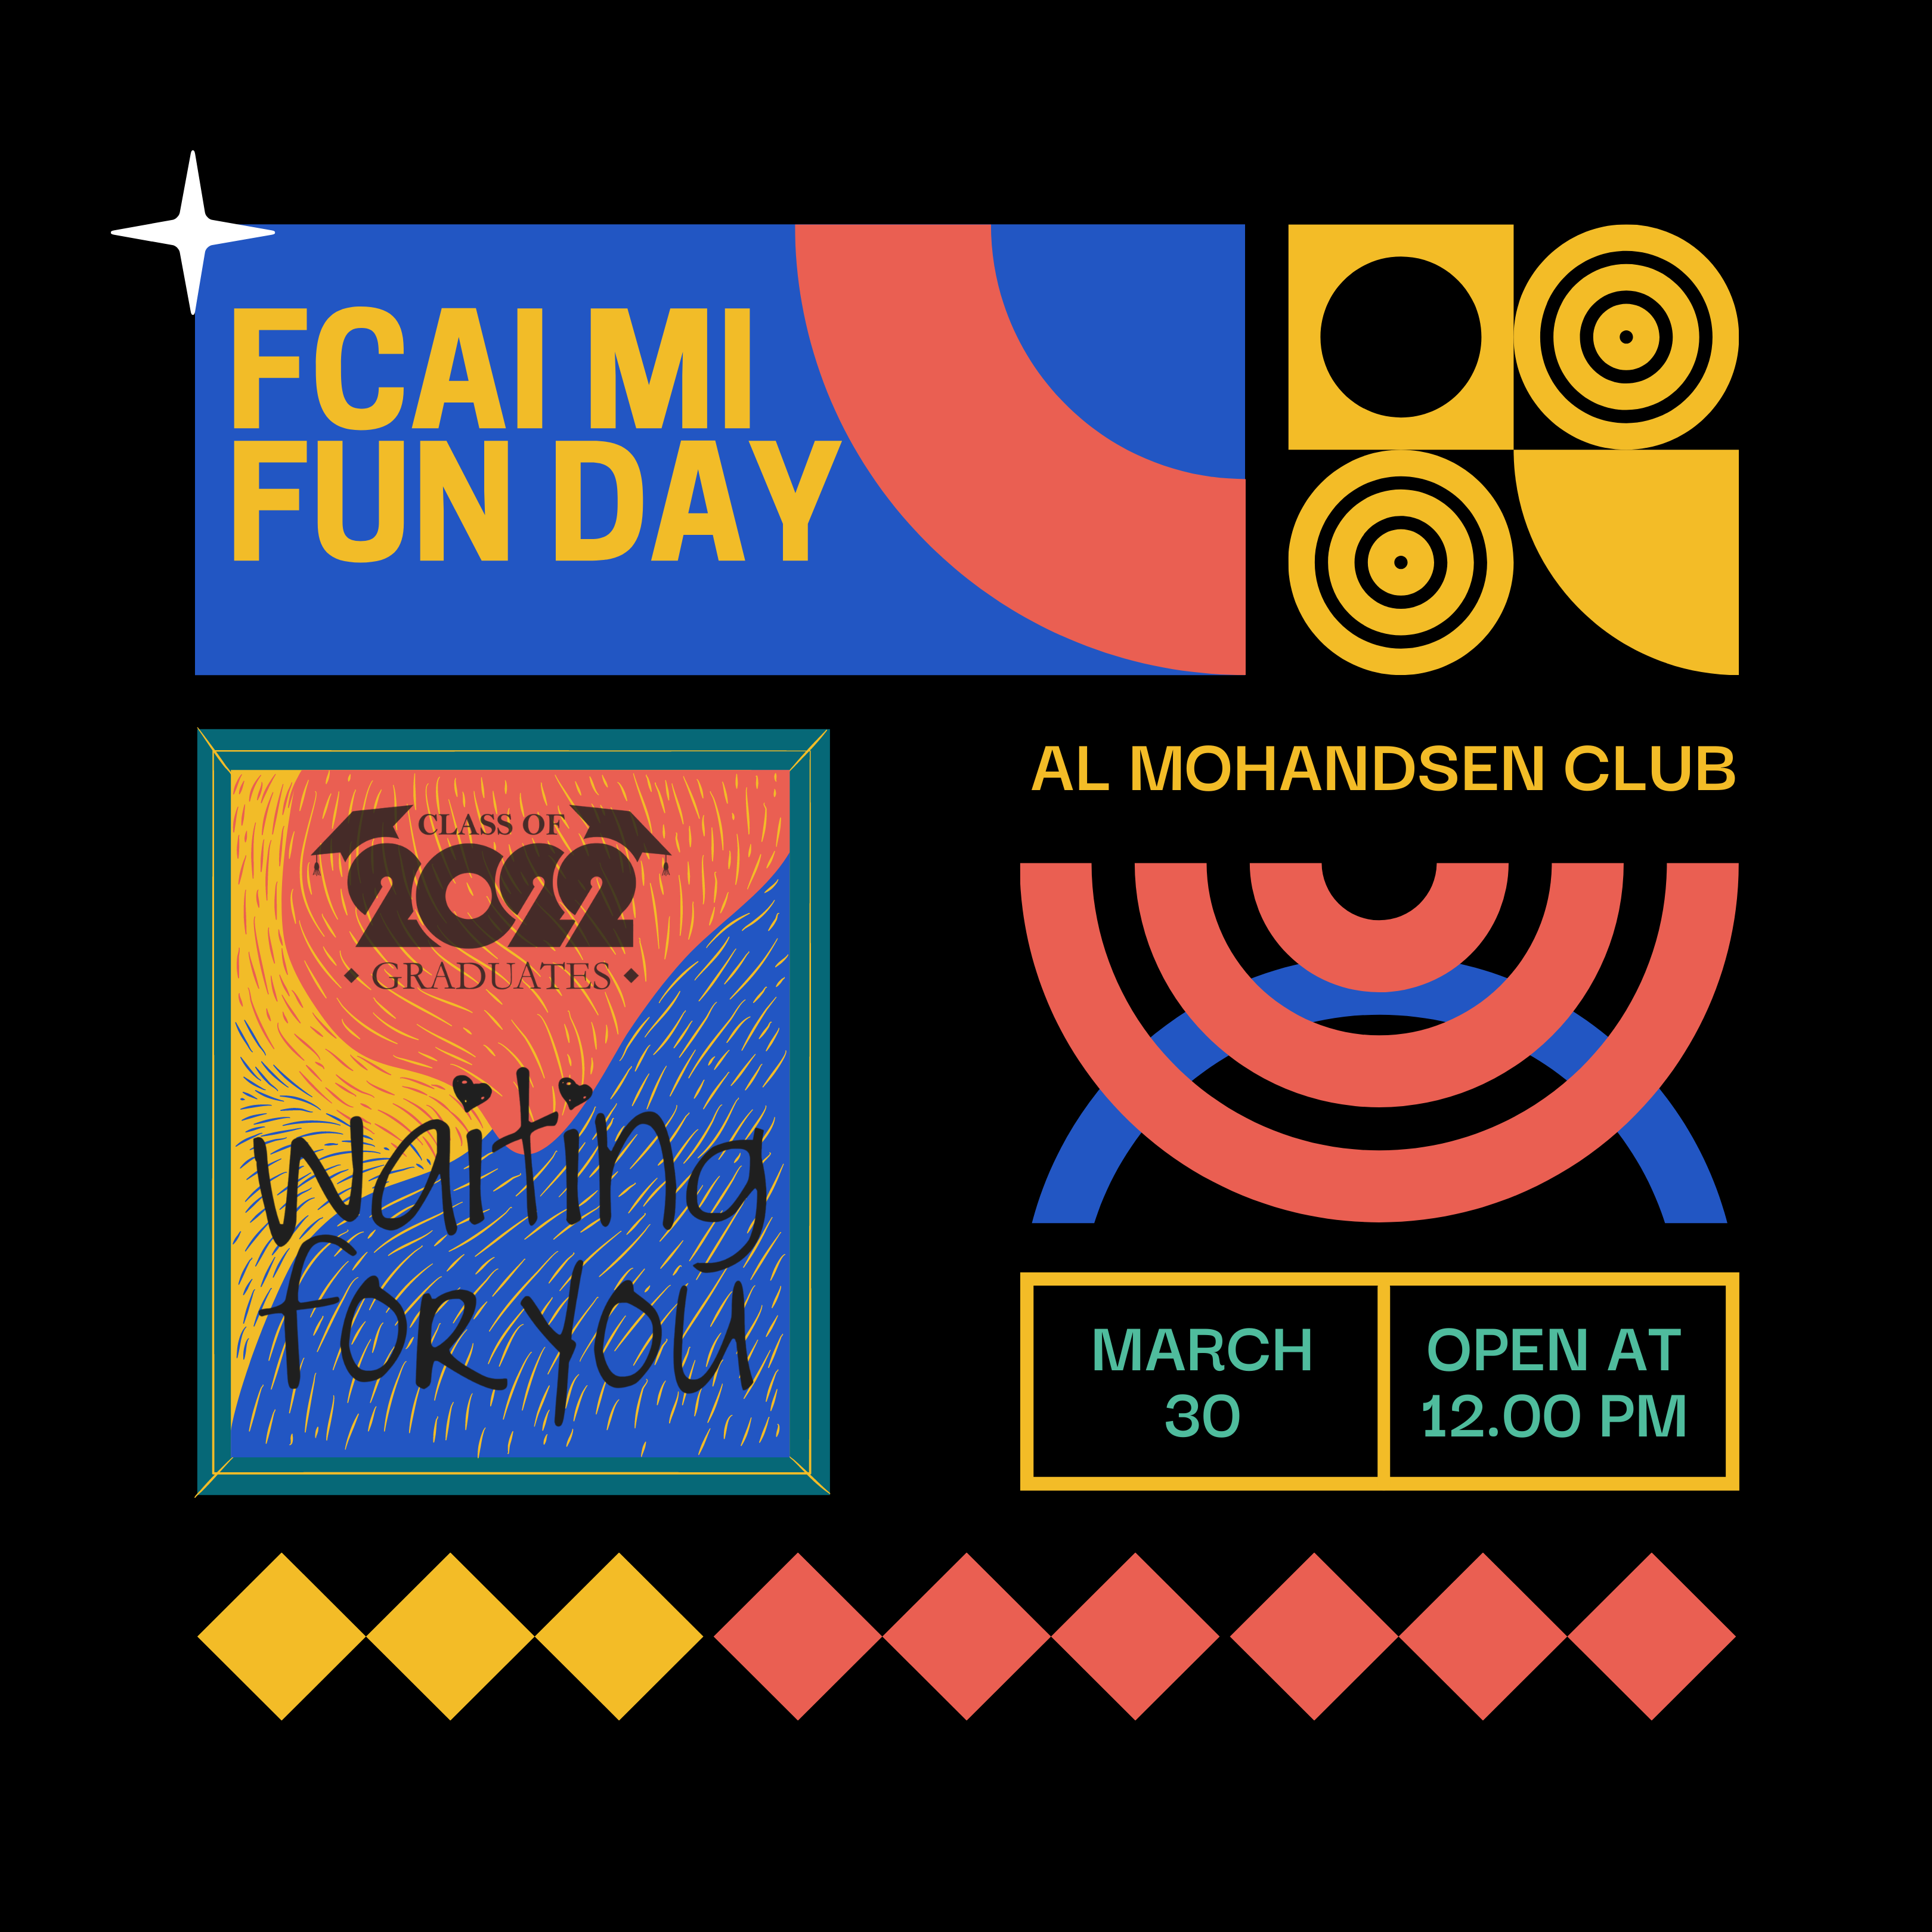 FCAI MI
FUN DAY
AL MOHANDSEN CLUB
CLASS OF
2022
GRADUATES
waiting
for you
MARCH
30
OPEN AT
12.00 PM